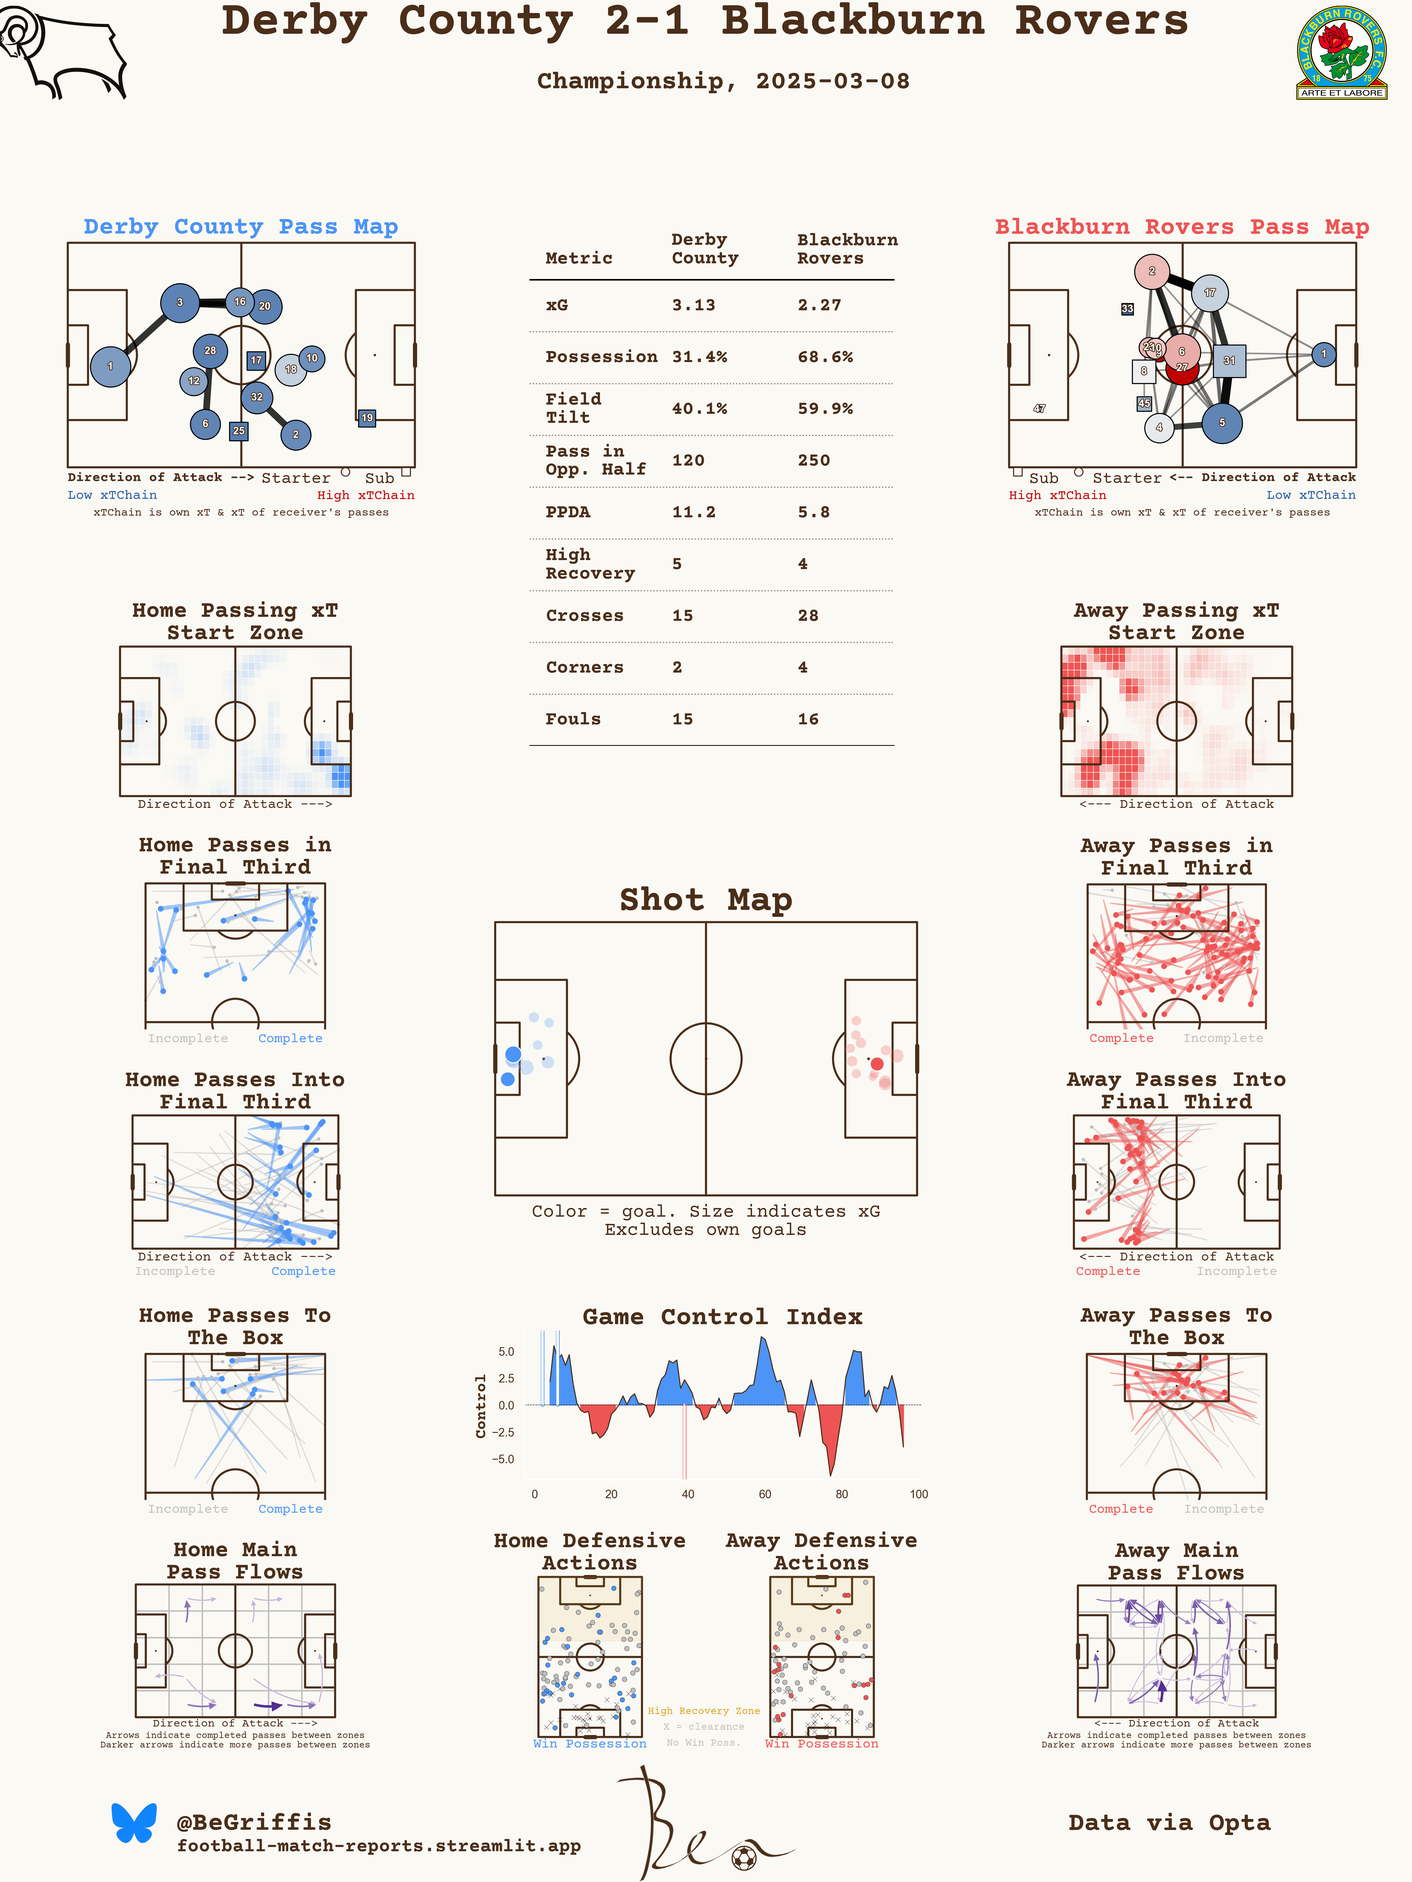 Derby County 2-1 Blackburn Rovers
Championship, 2025-03-08
BLACKBURN ROVERS F.C.
18 75
ARTE ET LABORE
Derby County Pass Map
1
3
16
20
28
12
6
17
18
10
32
25
2
19
Direction of Attack --> Starter Sub
Low xTChain High xTChain
xTChain is own xT & xT of receiver's passes
Metric Derby County Blackburn Rovers
xG 3.13 2.27
Possession 31.4% 68.6%
Field Tilt 40.1% 59.9%
Pass in Opp. Half 120 250
PPDA 11.2 5.8
High Recovery 5 4
Crosses 15 28
Corners 2 4
Fouls 15 16
Blackburn Rovers Pass Map
2
17
33
10
6
27
8
31
1
45
47
4
5
Sub Starter <-- Direction of Attack
High xTChain Low xTChain
xTChain is own xT & xT of receiver's passes
Home Passing xT
Start Zone
Direction of Attack --->
Away Passing xT
Start Zone
<--- Direction of Attack
Home Passes in
Final Third
Incomplete Complete
Away Passes in
Final Third
Complete Incomplete
Shot Map
Color = goal. Size indicates xG
Excludes own goals
Home Passes Into
Final Third
Direction of Attack --->
Incomplete Complete
Away Passes Into
Final Third
<--- Direction of Attack
Complete Incomplete
Home Passes To
The Box
Incomplete Complete
Game Control Index
Control
5.0
2.5
0.0
−2.5
−5.0
0 20 40 60 80 100
Away Passes To
The Box
Complete Incomplete
Home Main
Pass Flows
Direction of Attack --->
Arrows indicate completed passes between zones
Darker arrows indicate more passes between zones
Home Defensive
Actions
Win Possession
Away Defensive
Actions
Win Possession
High Recovery Zone
X = clearance
No Win Poss.
Away Main
Pass Flows
<--- Direction of Attack
Arrows indicate completed passes between zones
Darker arrows indicate more passes between zones
@BeGriffis
football-match-reports.streamlit.app
Ben
Data via Opta